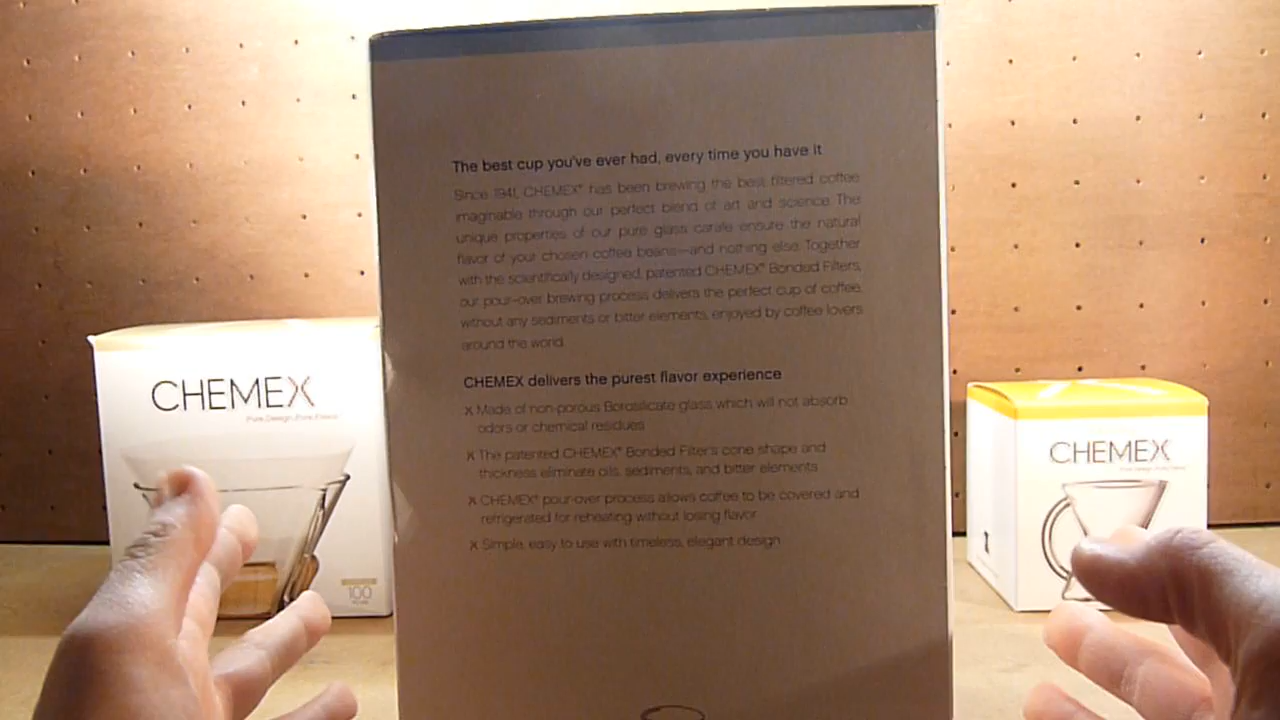 The best cup you've ever had, every time you have it
Since 1941, CHEMEX® has been brewing the best filtered coffee
imaginable through our perfect blend of art and science. The
unique properties of our pure glass carafe ensure the natural
flavor of your chosen coffee beans—and nothing else. Together
with the scientifically designed, patented CHEMEX® Bonded Filters,
our pour-over brewing process delivers the perfect cup of coffee,
without any sediments or bitter elements, enjoyed by coffee lovers
around the world.
CHEMEX delivers the purest flavor experience
X Made of non-porous Borosilicate glass which will not absorb
odors or chemical residues
X The patented CHEMEX® Bonded Filter's cone shape and
thickness eliminate oils, sediments, and bitter elements
X CHEMEX® pour-over process allows coffee to be covered and
refrigerated for reheating without losing flavor
X Simple, easy to use with timeless, elegant design
CHEMEX
Pure Design. Pure Flavor.
100
CHEMEX